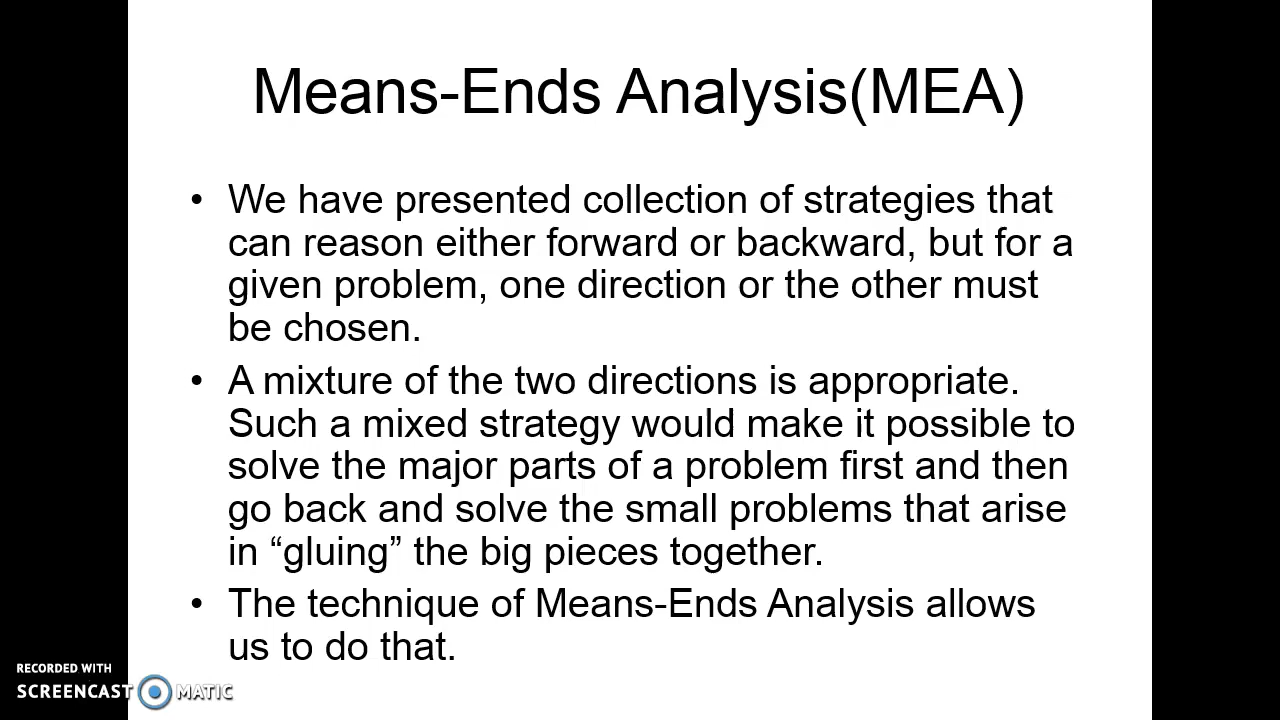 Means-Ends Analysis(MEA)
• We have presented collection of strategies that
can reason either forward or backward, but for a
given problem, one direction or the other must
be chosen.
• A mixture of the two directions is appropriate.
Such a mixed strategy would make it possible to
solve the major parts of a problem first and then
go back and solve the small problems that arise
in “gluing” the big pieces together.
• The technique of Means-Ends Analysis allows
us to do that.
RECORDED WITH
SCREENCAST MATIC